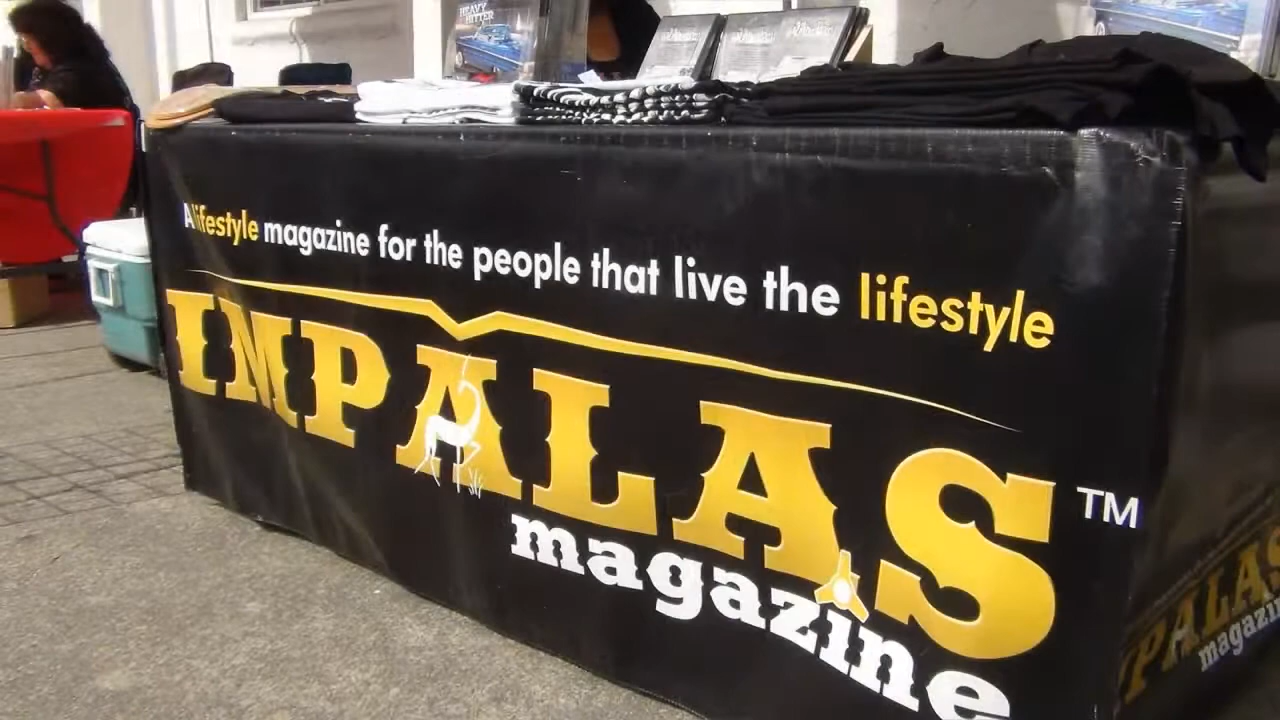 HEAVY
HITTER
A lifestyle magazine for the people that live the lifestyle
IMPALAS TM
magazine
IMPALAS
magazine